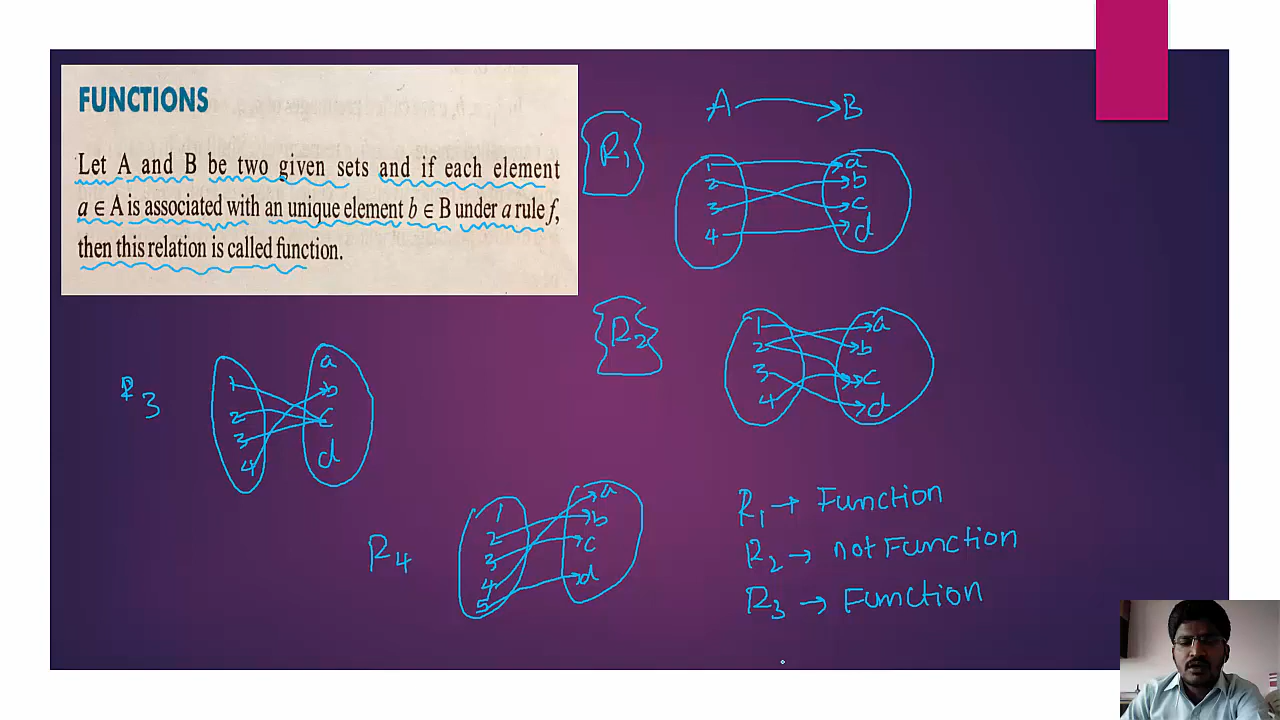 FUNCTIONS
Let A and B be two given sets and if each element
a ∈ A is associated with an unique element b ∈ B under a rule f,
then this relation is called function.
A → B
R₁
1 a
2 b
3 c
4 d
R₂
1 a
2 b
3 c
4 d
R₃
1 a
2 b
3 c
4 d
R₄
1 a
2 b
3 c
4 d
5
R₁ → Function
R₂ → not Function
R₃ → Function